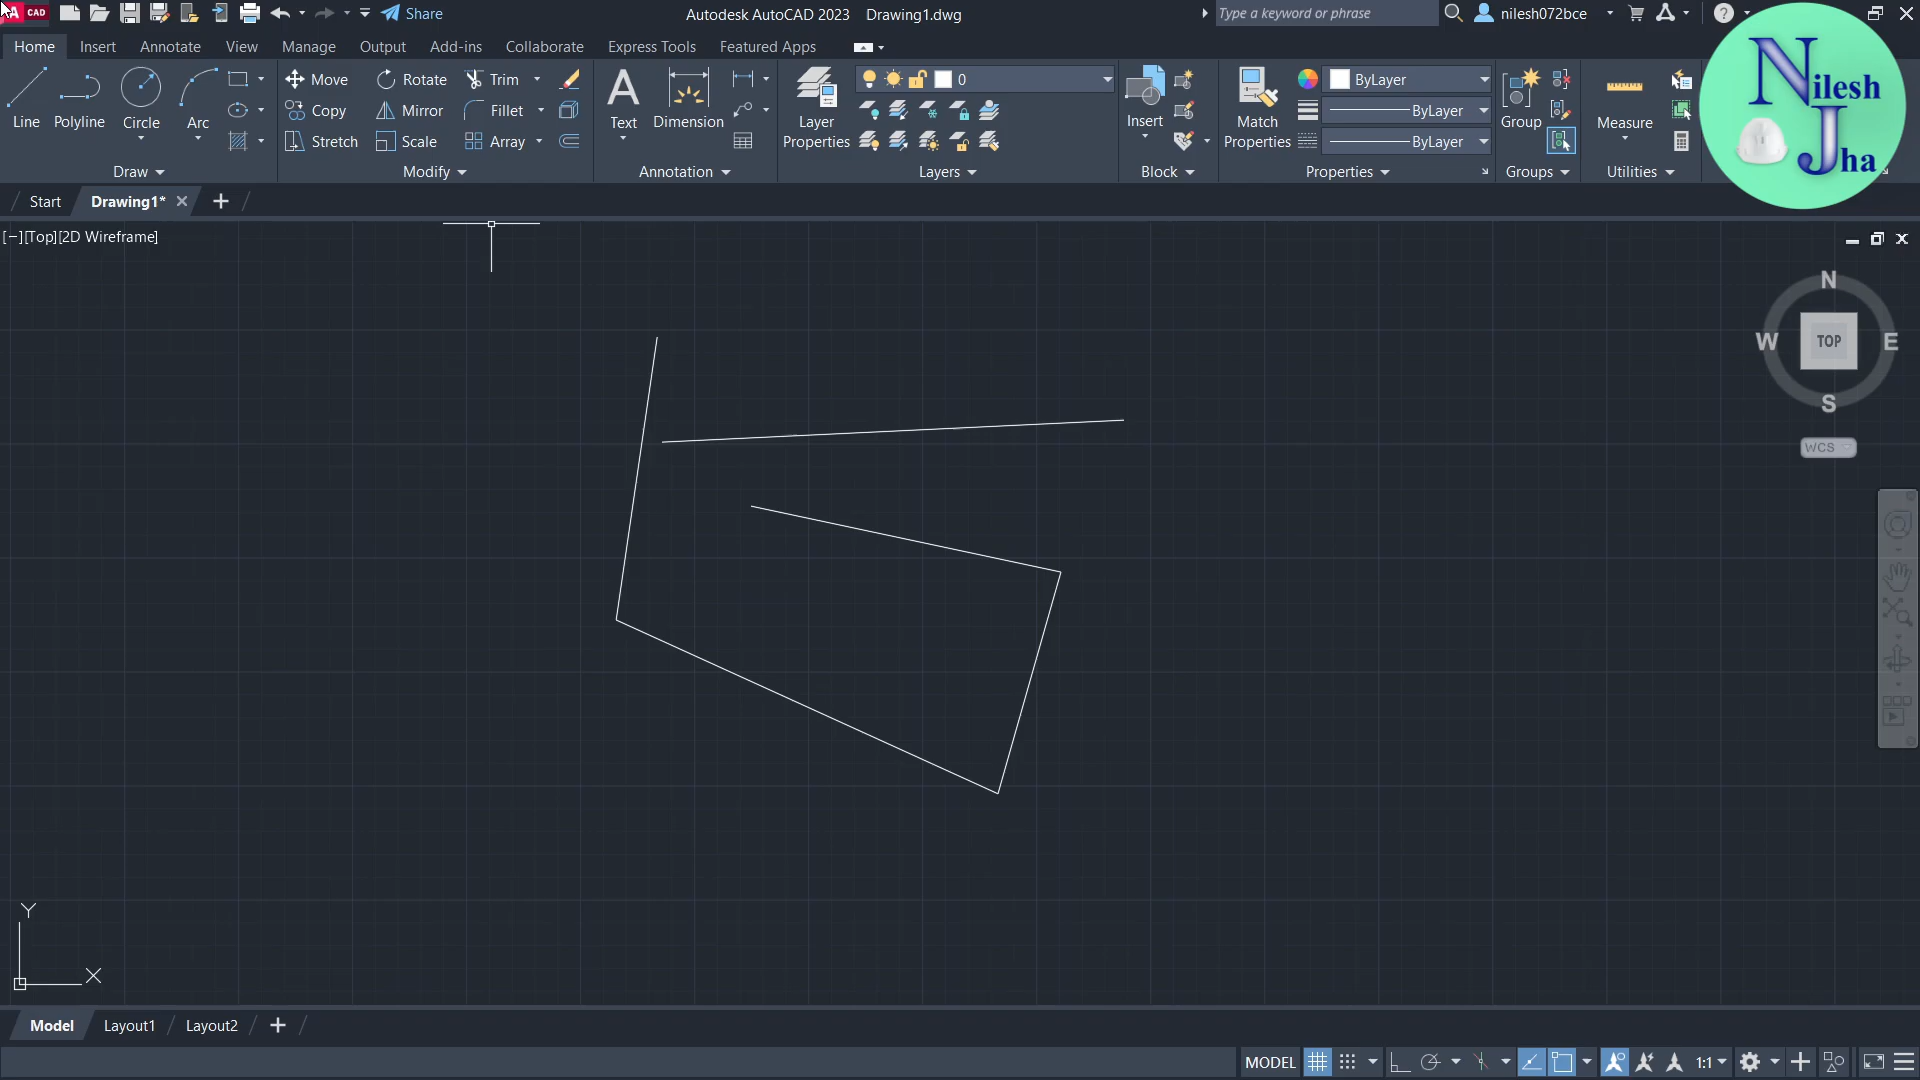 A CAD
Share
Autodesk AutoCAD 2023 Drawing1.dwg
Type a keyword or phrase
nilesh072bce
Home Insert Annotate View Manage Output Add-ins Collaborate Express Tools Featured Apps
Line Polyline Circle Arc
Move Rotate Trim
Copy Mirror Fillet
Stretch Scale Array
Text Dimension
Layer Properties
0
Insert
Match Properties
ByLayer
ByLayer
ByLayer
Group
Measure
Draw Modify Annotation Layers Block Properties Groups Utilities
Nilesh
Jha
Start Drawing1*
[−][Top][2D Wireframe]
N
W TOP E
S
WCS
Y
X
Model Layout1 Layout2
MODEL 1:1